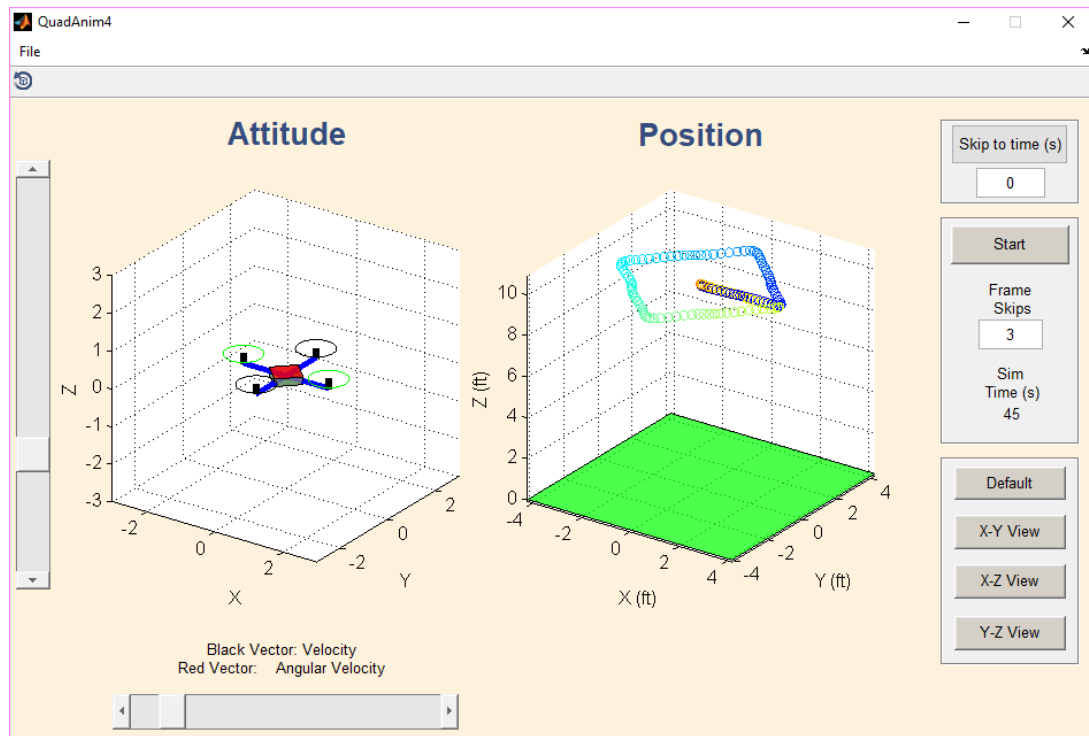 QuadAnim4
File
Attitude
Position
3
2
1
0
-1
-2
-3
Z
-2
0
2
X
-2
0
2
Y
10
8
6
4
2
0
Z (ft)
-4
-2
0
2
4
X (ft)
-4
-2
0
2
4
Y (ft)
Black Vector: Velocity
Red Vector: Angular Velocity
Skip to time (s)
0
Start
Frame
Skips
3
Sim
Time (s)
45
Default
X-Y View
X-Z View
Y-Z View